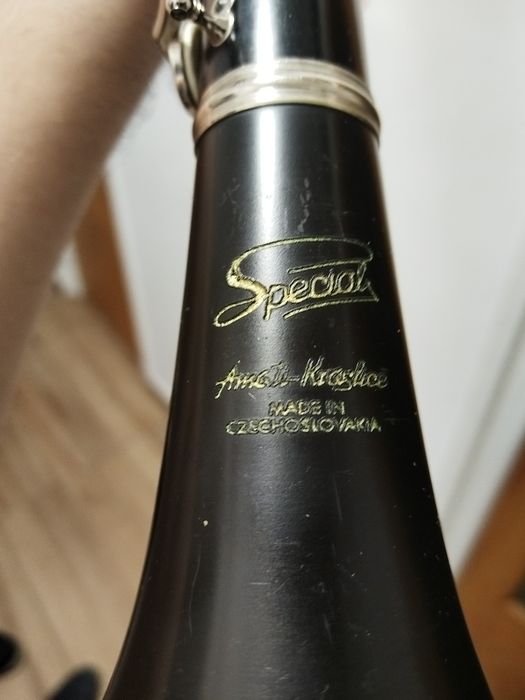 Special
Amati-Kraslice
MADE IN
CZECHOSLOVAKIA